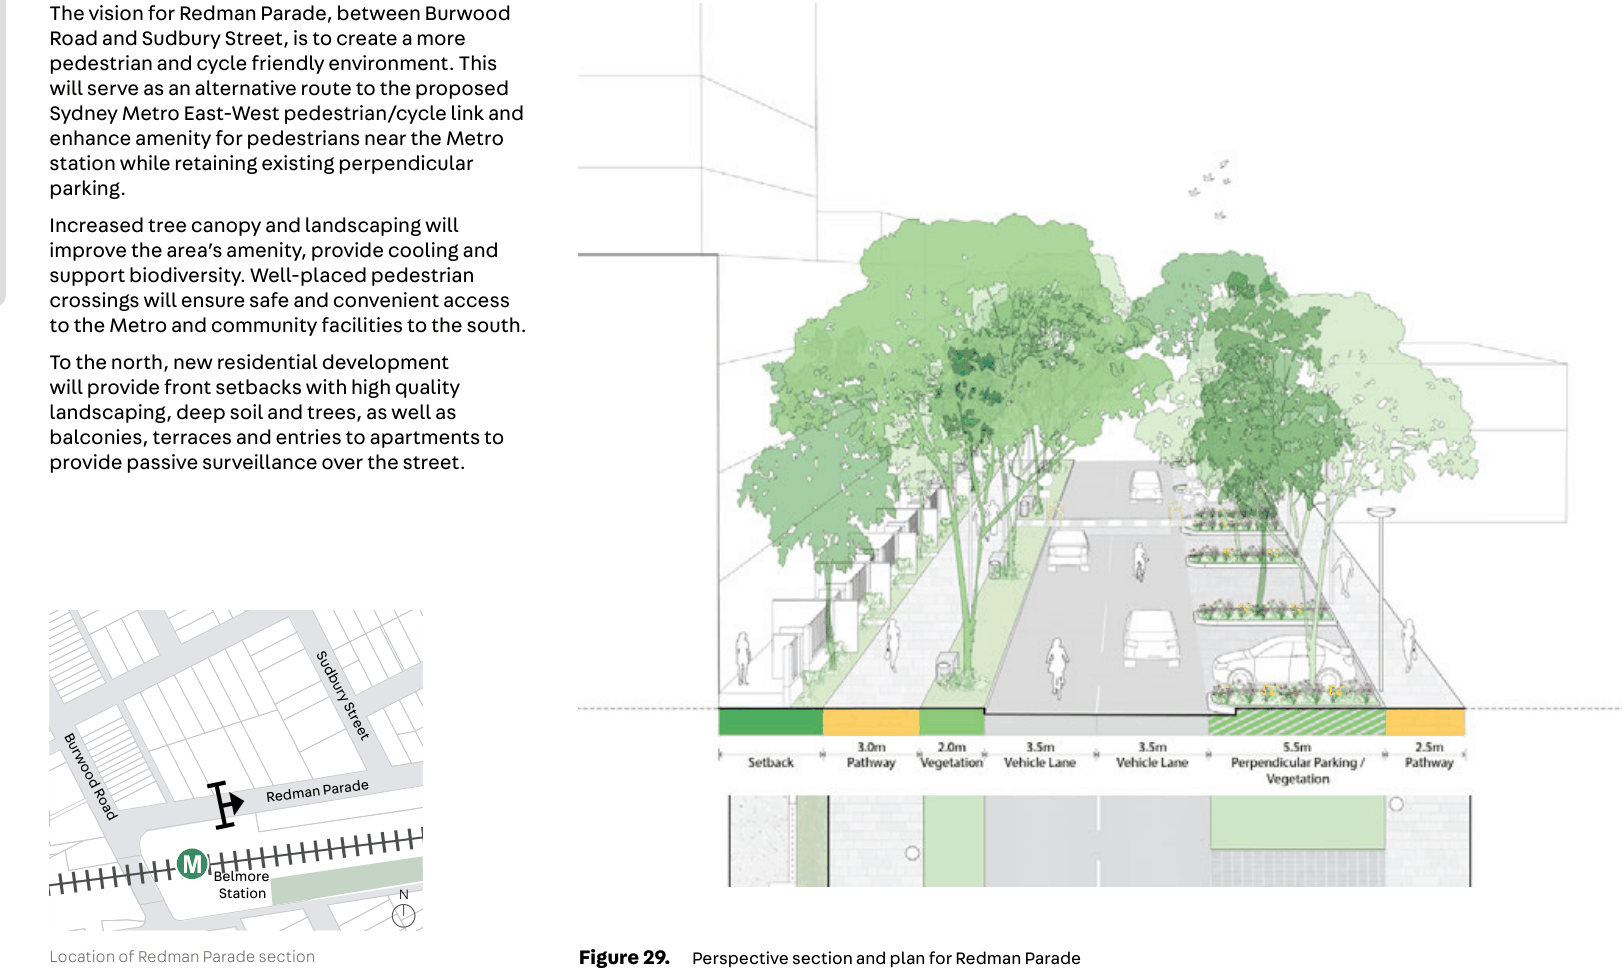 The vision for Redman Parade, between Burwood
Road and Sudbury Street, is to create a more
pedestrian and cycle friendly environment. This
will serve as an alternative route to the proposed
Sydney Metro East-West pedestrian/cycle link and
enhance amenity for pedestrians near the Metro
station while retaining existing perpendicular
parking.
Increased tree canopy and landscaping will
improve the area’s amenity, provide cooling and
support biodiversity. Well-placed pedestrian
crossings will ensure safe and convenient access
to the Metro and community facilities to the south.
To the north, new residential development
will provide front setbacks with high quality
landscaping, deep soil and trees, as well as
balconies, terraces and entries to apartments to
provide passive surveillance over the street.
Sudbury Street
Burwood Road
Redman Parade
M
Belmore
Station
N
Location of Redman Parade section
Setback
3.0m
Pathway
2.0m
Vegetation
3.5m
Vehicle Lane
3.5m
Vehicle Lane
5.5m
Perpendicular Parking /
Vegetation
2.5m
Pathway
Figure 29. Perspective section and plan for Redman Parade